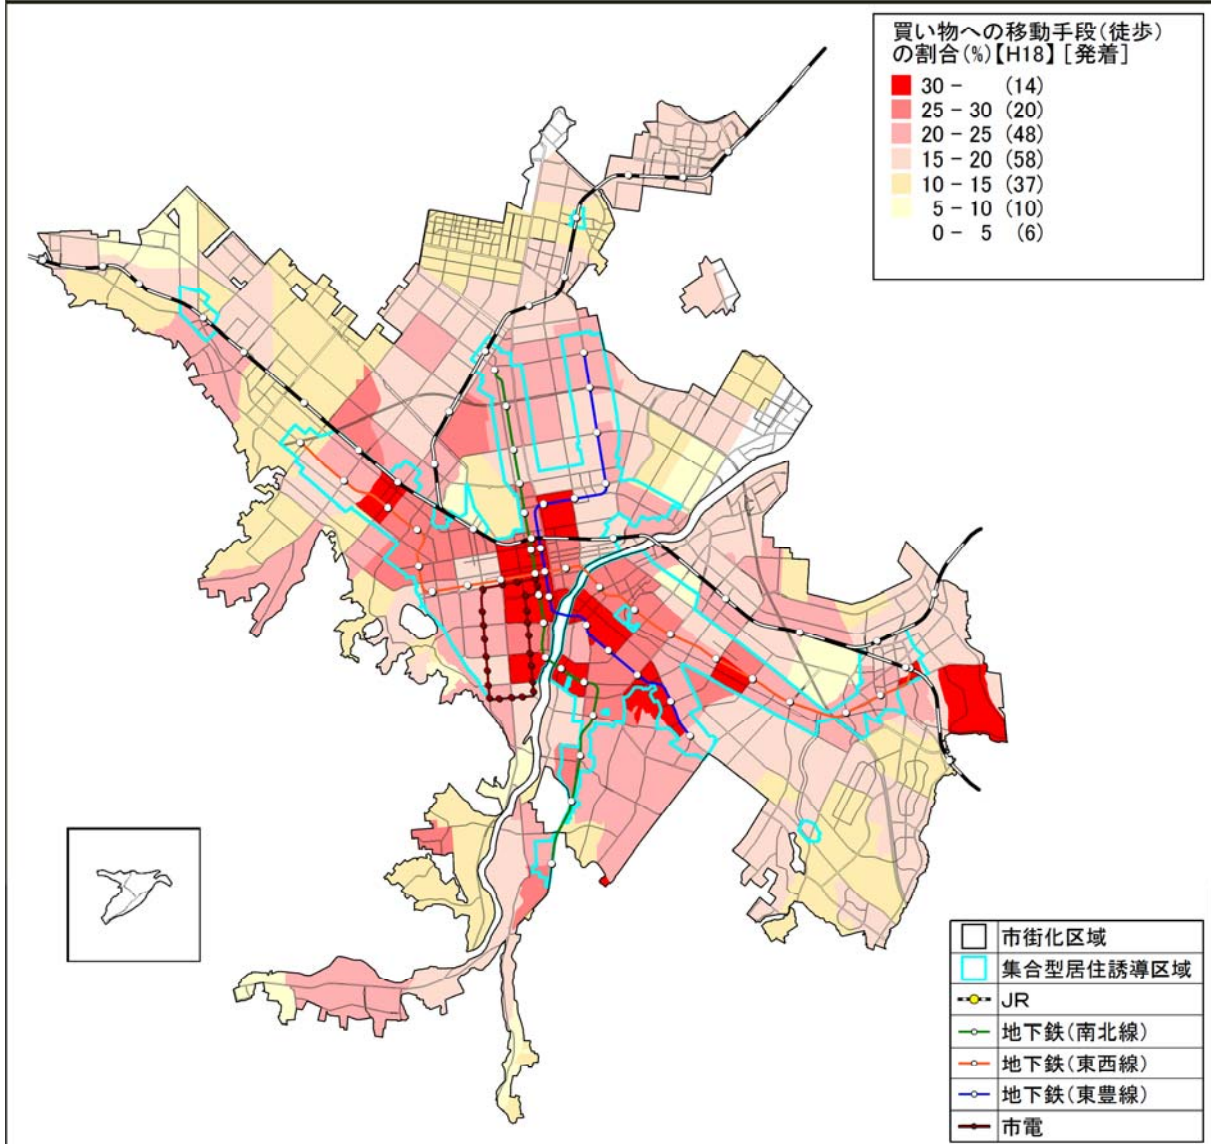 買い物への移動手段(徒歩)
の割合(%)【H18】[発着]
30 - (14)
25 - 30 (20)
20 - 25 (48)
15 - 20 (58)
10 - 15 (37)
5 - 10 (10)
0 - 5 (6)
市街化区域
集合型居住誘導区域
JR
地下鉄(南北線)
地下鉄(東西線)
地下鉄(東豊線)
市電